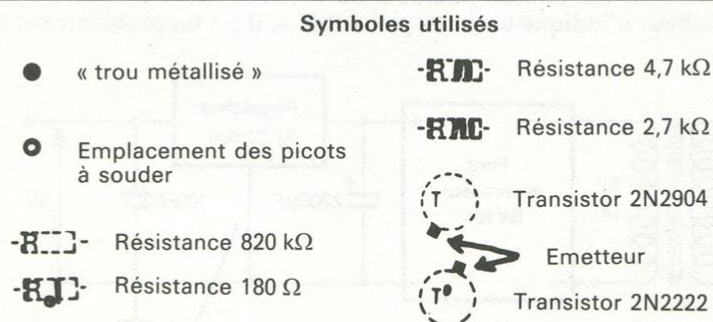 Symboles utilisés
« trou métallisé »
Emplacement des picots
à souder
Résistance 820 kΩ
Résistance 180 Ω
Résistance 4,7 kΩ
Résistance 2,7 kΩ
T
Transistor 2N2904
Emetteur
T
Transistor 2N2222